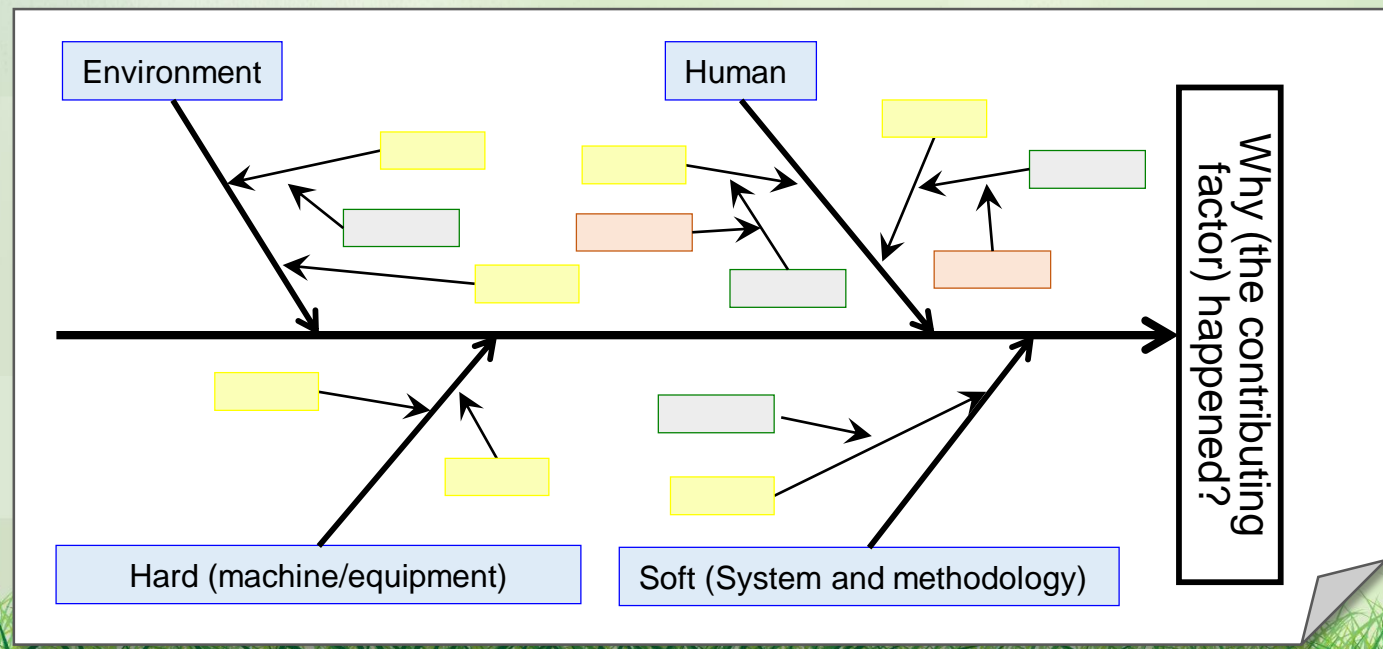 Environment
Human
Why (the contributing
factor) happened?
Hard (machine/equipment)
Soft (System and methodology)